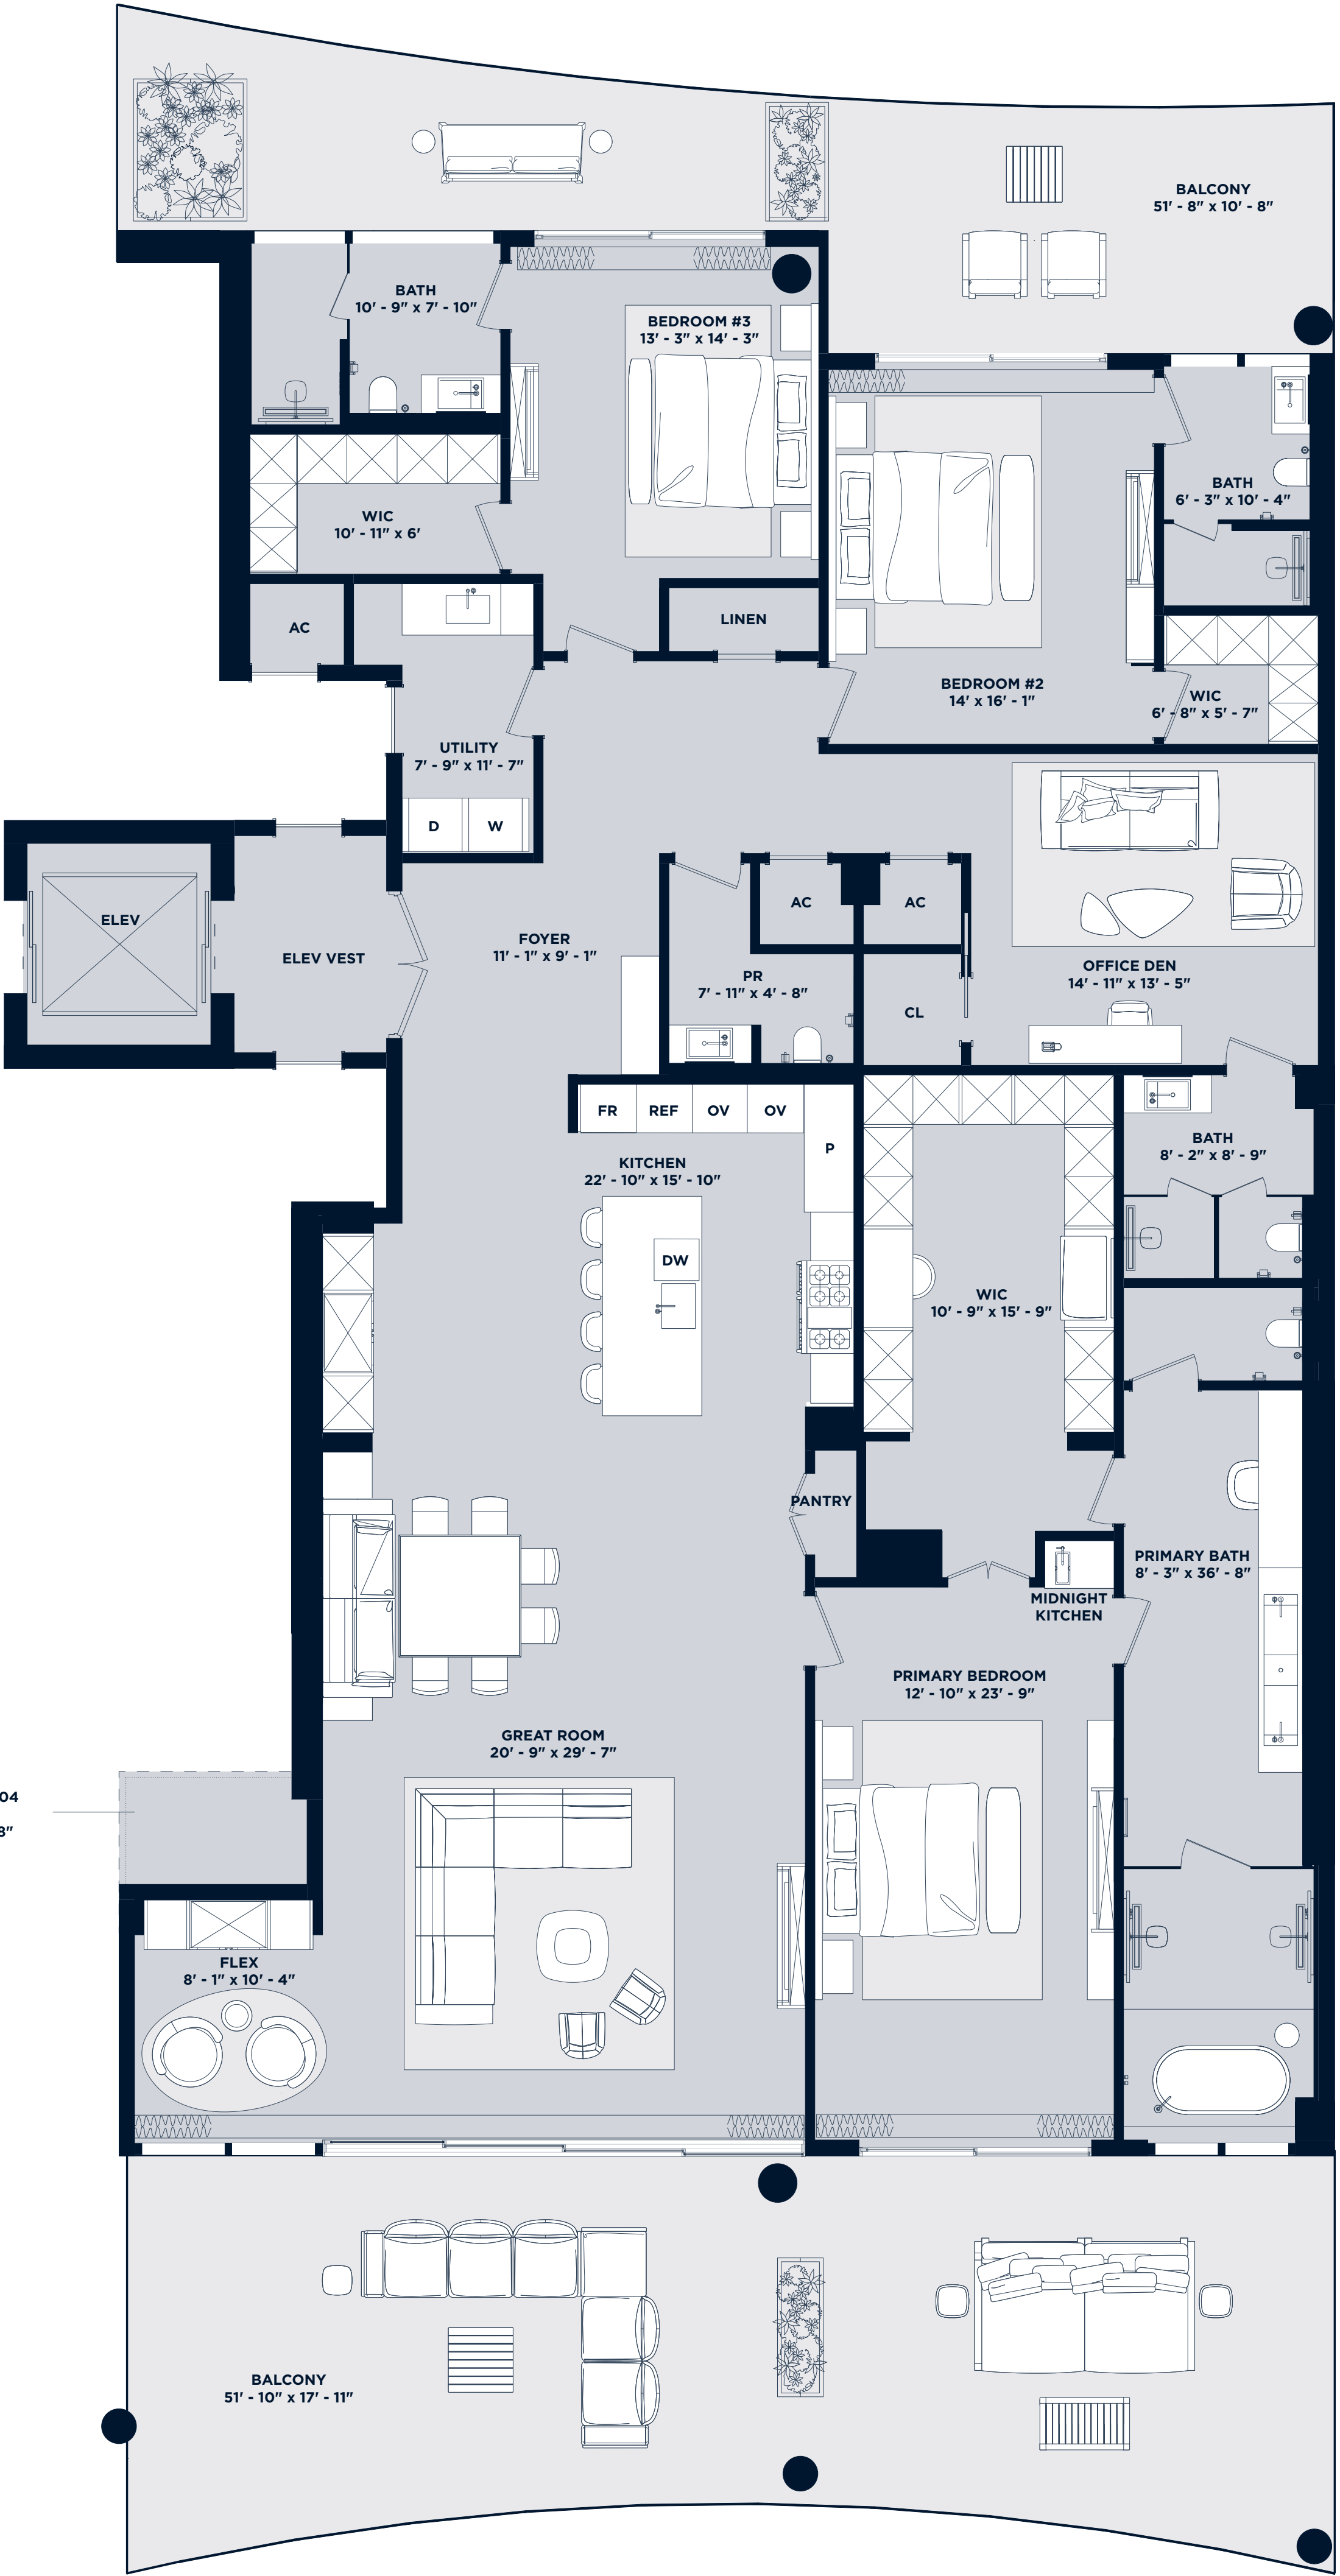 BALCONY
51' - 8" x 10' - 8"
BATH
10' - 9" x 7' - 10"
BEDROOM #3
13' - 3" x 14' - 3"
BATH
6' - 3" x 10' - 4"
WIC
10' - 11" x 6'
AC
LINEN
BEDROOM #2
14' x 16' - 1"
WIC
6' - 8" x 5' - 7"
UTILITY
7' - 9" x 11' - 7"
D
W
ELEV
ELEV VEST
FOYER
11' - 1" x 9' - 1"
AC
AC
PR
7' - 11" x 4' - 8"
CL
OFFICE DEN
14' - 11" x 13' - 5"
FR
REF
OV
OV
P
KITCHEN
22' - 10" x 15' - 10"
BATH
8' - 2" x 8' - 9"
DW
WIC
10' - 9" x 15' - 9"
PANTRY
PRIMARY BATH
8' - 3" x 36' - 8"
MIDNIGHT
KITCHEN
PRIMARY BEDROOM
12' - 10" x 23' - 9"
GREAT ROOM
20' - 9" x 29' - 7"
04
8"
FLEX
8' - 1" x 10' - 4"
BALCONY
51' - 10" x 17' - 11"